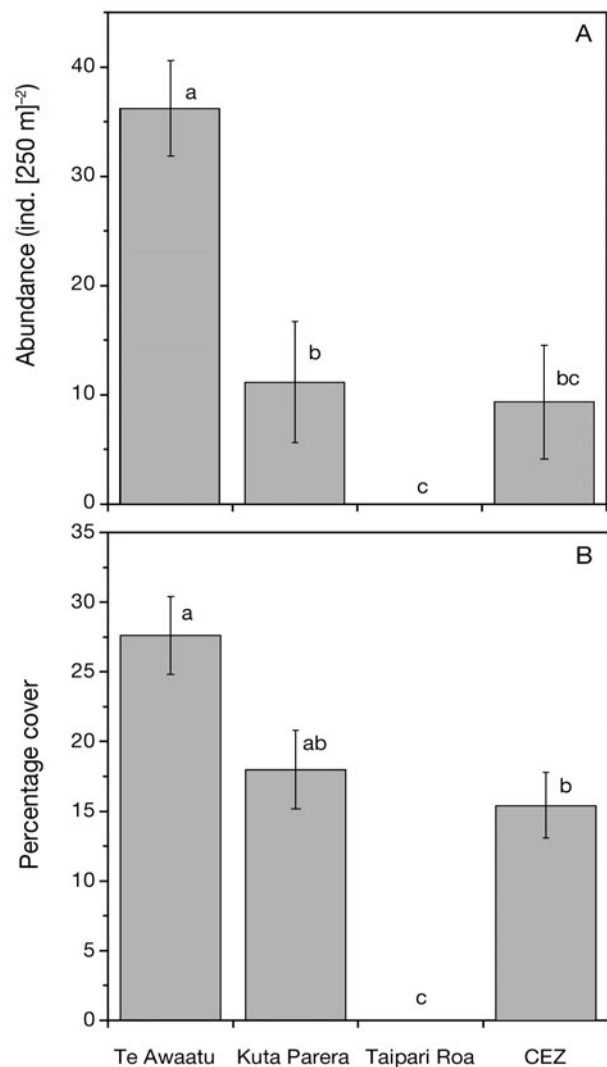 A
Abundance (ind. [250 m]⁻²)
40
30
20
10
0
a
b
c
bc
B
Percentage cover
35
30
25
20
15
10
5
0
a
ab
c
b
Te Awaatu Kuta Parera Taipari Roa CEZ